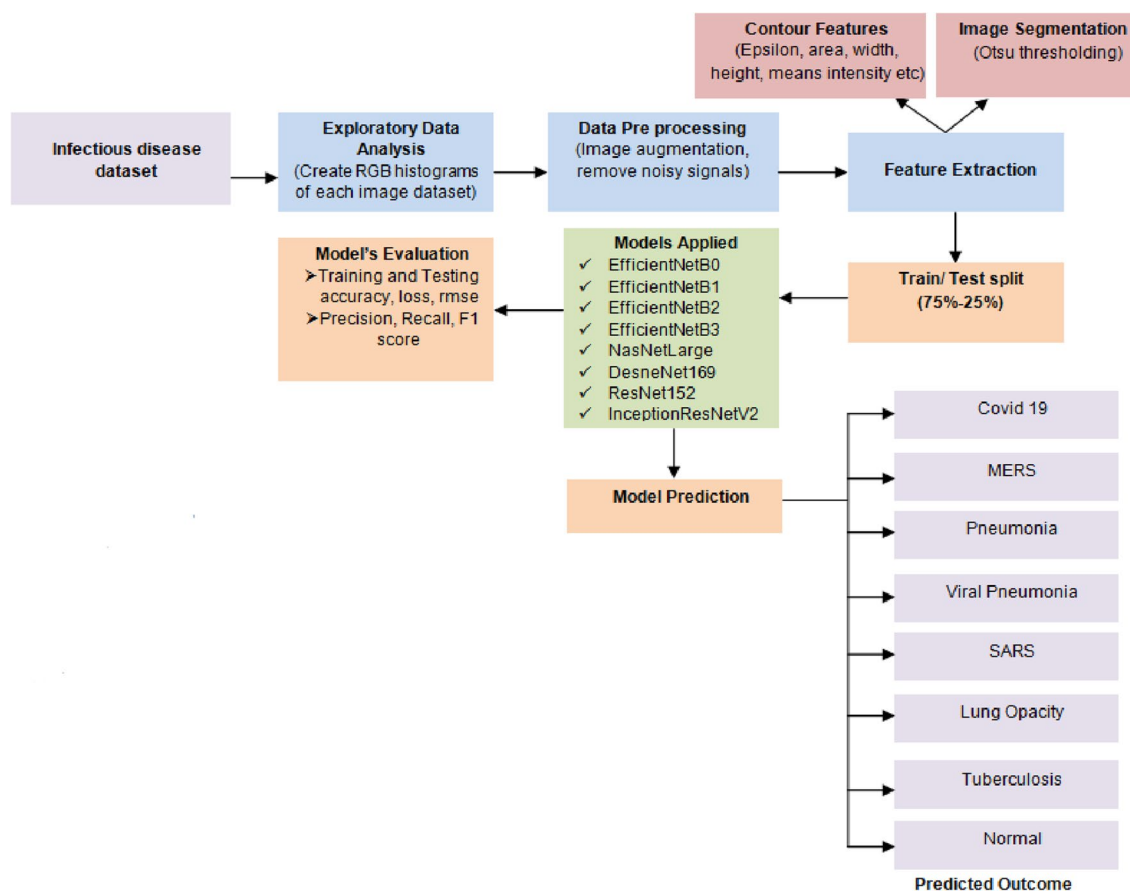 Contour Features
(Epsilon, area, width,
height, means intensity etc)
Image Segmentation
(Otsu thresholding)
Infectious disease
dataset
Exploratory Data
Analysis
(Create RGB histograms
of each image dataset)
Data Pre processing
(Image augmentation,
remove noisy signals)
Feature Extraction
Model's Evaluation
➢Training and Testing
accuracy, loss, rmse
➢Precision, Recall, F1
score
Models Applied
✓ EfficientNetB0
✓ EfficientNetB1
✓ EfficientNetB2
✓ EfficientNetB3
✓ NasNetLarge
✓ DesneNet169
✓ ResNet152
✓ InceptionResNetV2
Train/ Test split
(75%-25%)
Model Prediction
Covid 19
MERS
Pneumonia
Viral Pneumonia
SARS
Lung Opacity
Tuberculosis
Normal
Predicted Outcome